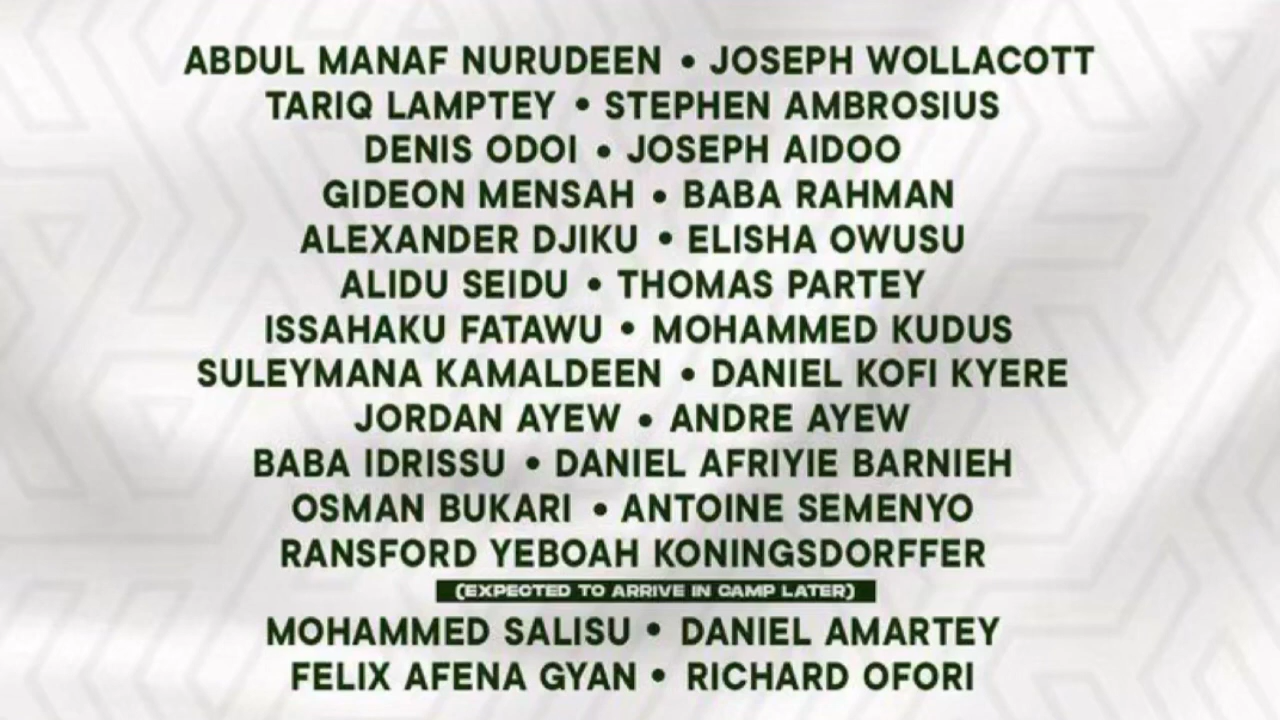 ABDUL MANAF NURUDEEN • JOSEPH WOLLACOTT
TARIQ LAMPTEY • STEPHEN AMBROSIUS
DENIS ODOI • JOSEPH AIDOO
GIDEON MENSAH • BABA RAHMAN
ALEXANDER DJIKU • ELISHA OWUSU
ALIDU SEIDU • THOMAS PARTEY
ISSAHAKU FATAWU • MOHAMMED KUDUS
SULEYMANA KAMALDEEN • DANIEL KOFI KYERE
JORDAN AYEW • ANDRE AYEW
BABA IDRISSU • DANIEL AFRIYIE BARNIEH
OSMAN BUKARI • ANTOINE SEMENYO
RANSFORD YEBOAH KONINGSDORFFER
(EXPECTED TO ARRIVE IN CAMP LATER)
MOHAMMED SALISU • DANIEL AMARTEY
FELIX AFENA GYAN • RICHARD OFORI